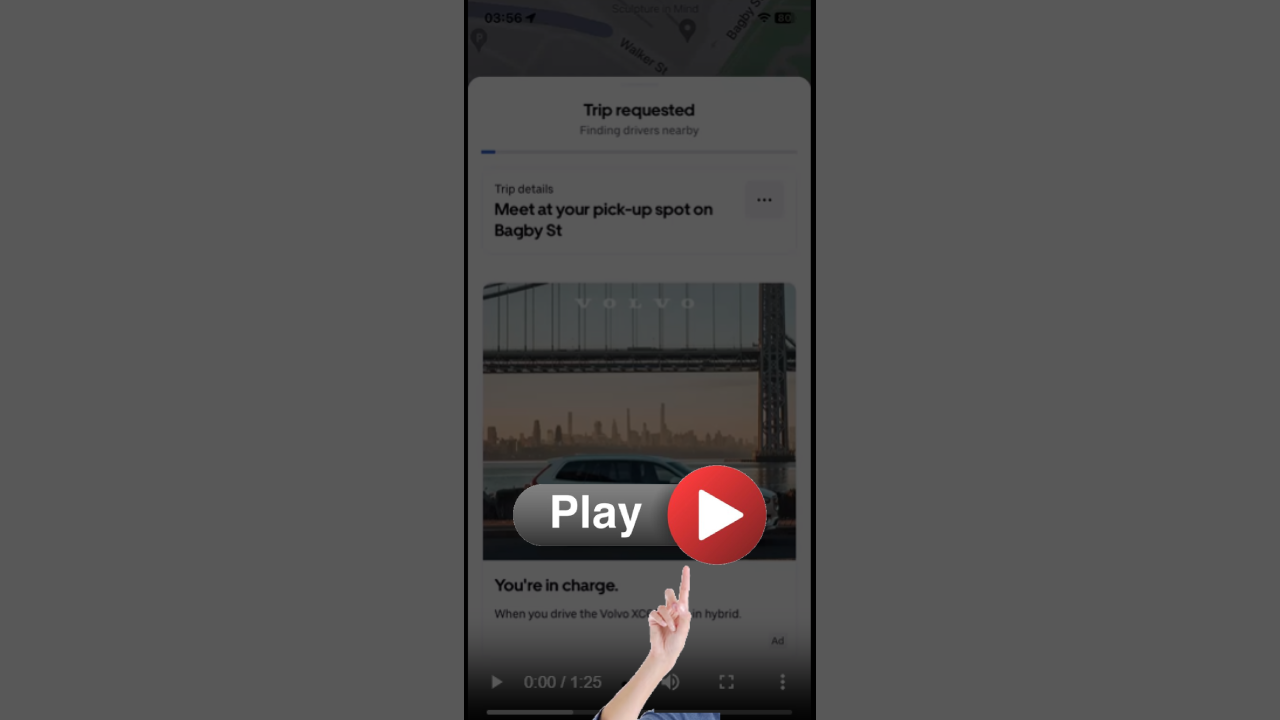 Sculpture in Mind
03:56
80
Bagby S
P
Walker St
Trip requested
Finding drivers nearby
Trip details
Meet at your pick-up spot on
Bagby St
VOLVO
Play
You're in charge.
When you drive the Volvo XC in hybrid.
Ad
0:00 / 1:25